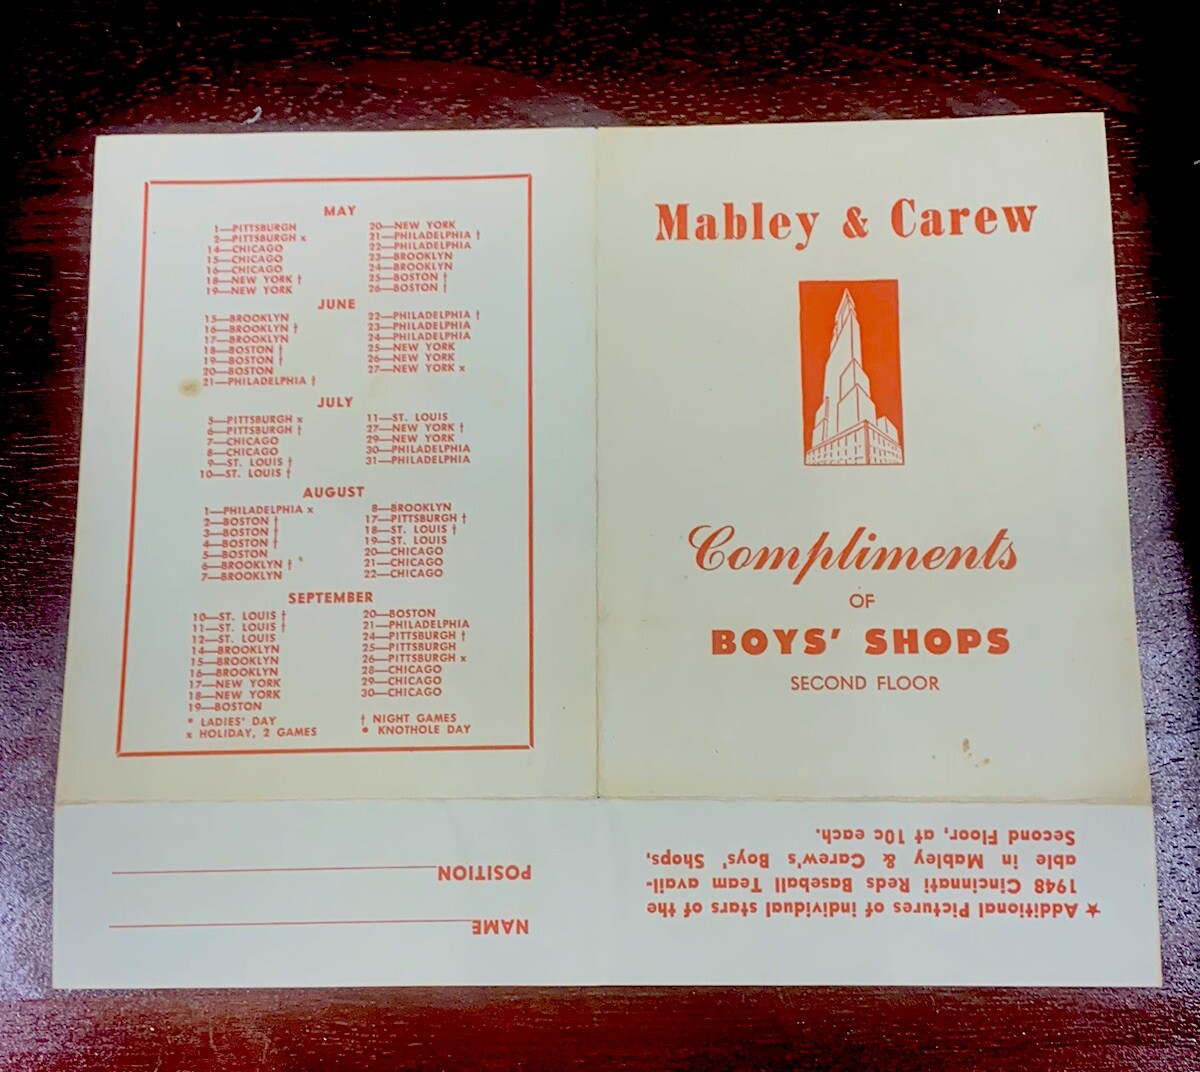 MAY
1—PITTSBURGH
2—PITTSBURGH x
14—CHICAGO
15—CHICAGO
16—CHICAGO
18—NEW YORK †
19—NEW YORK
20—NEW YORK
21—PHILADELPHIA †
22—PHILADELPHIA
23—BROOKLYN
24—BROOKLYN
25—BOSTON †
26—BOSTON †
JUNE
15—BROOKLYN
16—BROOKLYN †
17—BROOKLYN
18—BOSTON †
19—BOSTON †
20—BOSTON
21—PHILADELPHIA †
22—PHILADELPHIA †
23—PHILADELPHIA
24—PHILADELPHIA
25—NEW YORK
26—NEW YORK
27—NEW YORK x
JULY
5—PITTSBURGH x
6—PITTSBURGH †
7—CHICAGO
8—CHICAGO
9—ST. LOUIS †
10—ST. LOUIS †
11—ST. LOUIS
27—NEW YORK †
29—NEW YORK
30—PHILADELPHIA
31—PHILADELPHIA
AUGUST
1—PHILADELPHIA x
2—BOSTON †
3—BOSTON †
4—BOSTON †
5—BOSTON
6—BROOKLYN †
7—BROOKLYN
8—BROOKLYN
17—PITTSBURGH †
18—ST. LOUIS †
19—ST. LOUIS
20—CHICAGO
21—CHICAGO
22—CHICAGO
SEPTEMBER
10—ST. LOUIS †
11—ST. LOUIS †
12—ST. LOUIS
14—BROOKLYN
15—BROOKLYN
16—BROOKLYN
17—NEW YORK
18—NEW YORK
19—BOSTON
20—BOSTON
21—PHILADELPHIA
24—PITTSBURGH †
25—PITTSBURGH
26—PITTSBURGH x
28—CHICAGO
29—CHICAGO
30—CHICAGO
* LADIES' DAY
x HOLIDAY, 2 GAMES
† NIGHT GAMES
● KNOTHOLE DAY
Mabley & Carew
Compliments
OF
BOYS' SHOPS
SECOND FLOOR
NAME
POSITION
★ Additional Pictures of individual stars of the
1948 Cincinnati Reds Baseball Team avail-
able in Mabley & Carew's Boys' Shops,
Second Floor, at 10c each.